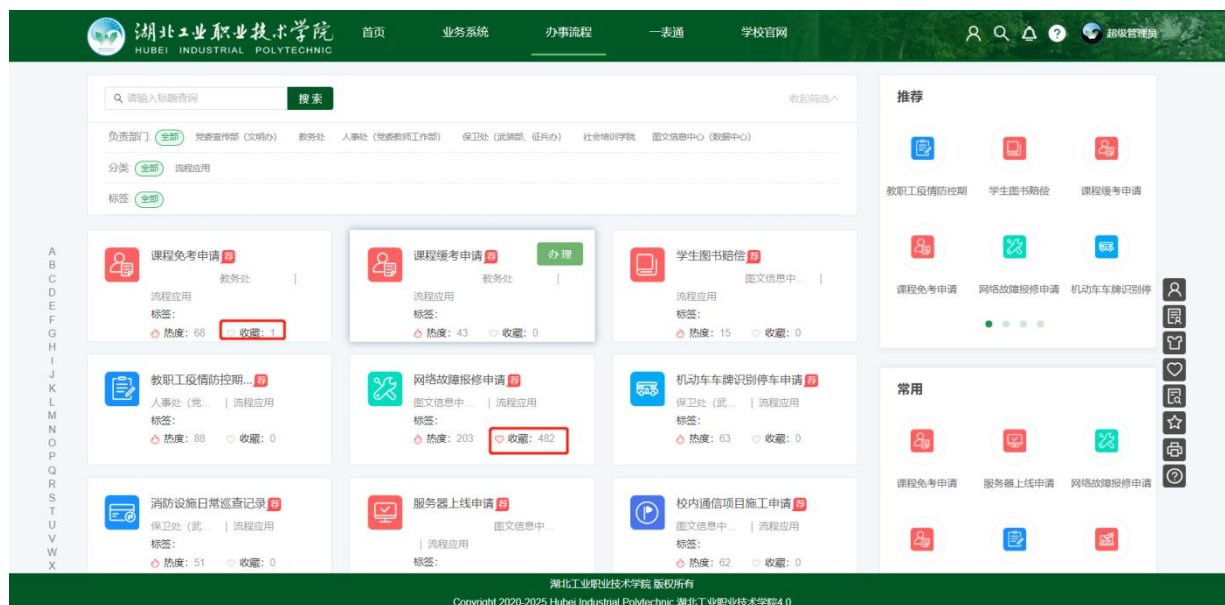 湖北工业职业技术学院
HUBEI INDUSTRIAL POLYTECHNIC
首页 业务系统 办事流程 一表通 学校官网 超级管理员
请输入标题查询 搜索 收起筛选
负责部门: 全部 党委宣传部（文明办） 教务处 人事处（党委教师工作部） 保卫处（武装部、征兵办） 社会培训学院 图文信息中心（数据中心）
分类: 全部 流程应用
标签: 全部
A
B
C
D
E
F
G
H
I
J
K
L
M
N
O
P
Q
R
S
T
U
V
W
X
课程免考申请 荐
教务处 |
流程应用
标签:
热度: 68 收藏: 1
课程缓考申请 荐 办理
教务处 |
流程应用
标签:
热度: 43 收藏: 0
学生图书赔偿 荐
图文信息中... |
流程应用
标签:
热度: 15 收藏: 0
教职工疫情防控期... 荐
人事处（党... | 流程应用
标签:
热度: 88 收藏: 0
网络故障报修申请 荐
图文信息中... | 流程应用
标签:
热度: 203 收藏: 482
机动车车牌识别停车申请 荐
保卫处（武... | 流程应用
标签:
热度: 63 收藏: 0
消防设施日常巡查记录 荐
保卫处（武... | 流程应用
标签:
热度: 51 收藏: 0
服务器上线申请 荐
图文信息中...
| 流程应用
标签:
校内通信项目施工申请 荐
图文信息中... | 流程应用
标签:
热度: 62 收藏: 0
推荐
教职工疫情防控期 学生图书赔偿 课程缓考申请
课程免考申请 网络故障报修申请 机动车车牌识别停
常用
课程免考申请 服务器上线申请 网络故障报修申请
湖北工业职业技术学院 版权所有
Copyright 2020-2025 Hubei Industrial Polytechnic 湖北工业职业技术学院4.0